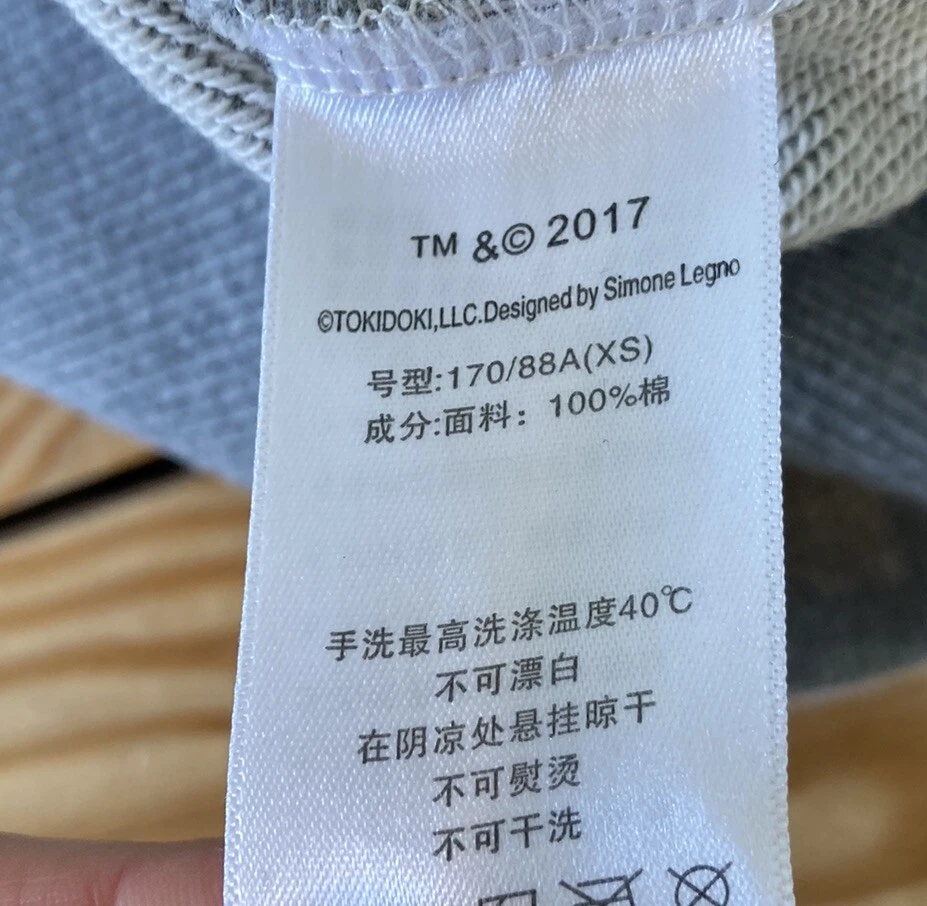 TM &© 2017
©TOKIDOKI,LLC.Designed by Simone Legno
号型:170/88A(XS)
成分:面料：100%棉
手洗最高洗涤温度40℃
不可漂白
在阴凉处悬挂晾干
不可熨烫
不可干洗